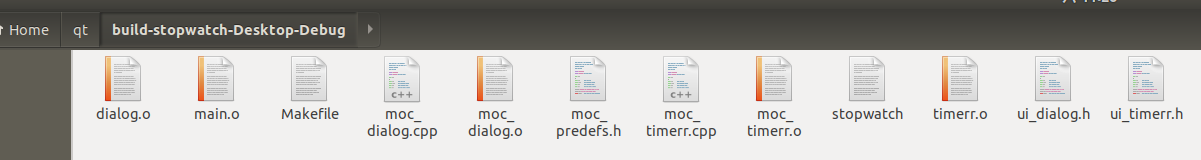 Home qt build-stopwatch-Desktop-Debug
c++ c++
dialog.o main.o Makefile moc_ moc_ moc_ moc_ moc_ stopwatch timerr.o ui_dialog.h ui_timerr.h
dialog.cpp dialog.o predefs.h timerr.cpp timerr.o